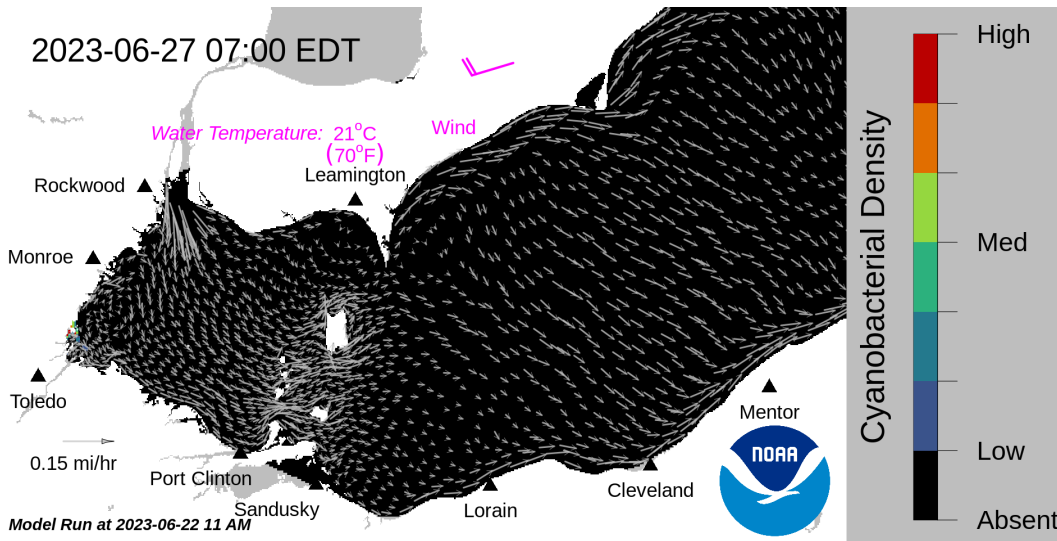 2023-06-27 07:00 EDT
High
Water Temperature: 21°C
(70°F)
Wind
Leamington
Rockwood
Monroe
Cyanobacterial Density
Med
Toledo
Mentor
0.15 mi/hr
NOAA
Low
Port Clinton
Cleveland
Sandusky
Lorain
Absent
Model Run at 2023-06-22 11 AM